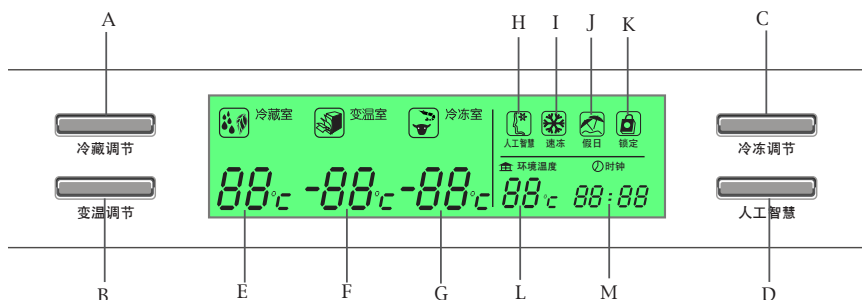 A H I J K C
冷藏室 变温室 冷冻室
人工智慧 速冻 假日 锁定
冷藏调节 冷冻调节
环境温度 时钟
变温调节 88℃ -88℃ -88℃ 88℃ 88:88 人工智慧
B E F G L M D